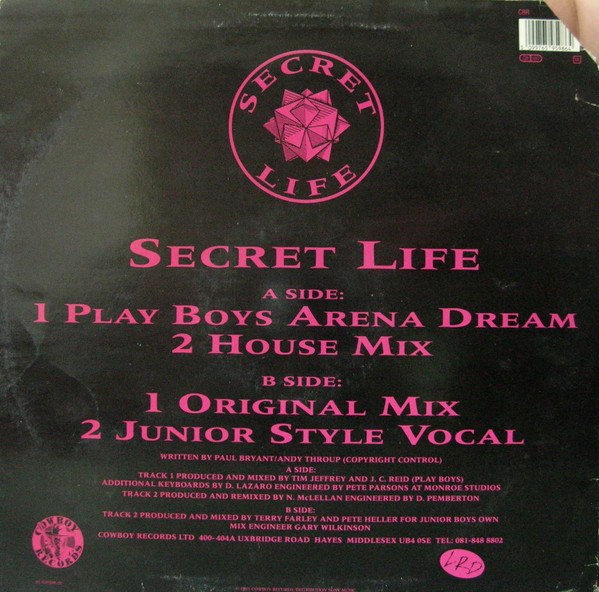 CBR
SECRET
LIFE
SECRET LIFE
A SIDE:
1 PLAY BOYS ARENA DREAM
2 HOUSE MIX
B SIDE:
1 ORIGINAL MIX
2 JUNIOR STYLE VOCAL
WRITTEN BY PAUL BRYANT/ANDY THROUP (COPYRIGHT CONTROL)
A SIDE:
TRACK 1 PRODUCED AND MIXED BY TIM JEFFREY AND J. C. REID (PLAY BOYS)
ADDITIONAL KEYBOARDS BY D. LAZARO ENGINEERED BY PETE PARSONS AT MONROE STUDIOS
TRACK 2 PRODUCED AND REMIXED BY N. McLELLAN ENGINEERED BY D. PEMBERTON
B SIDE:
TRACK 2 PRODUCED AND MIXED BY TERRY FARLEY AND PETE HELLER FOR JUNIOR BOYS OWN
MIX ENGINEER GARY WILKINSON
COWBOY RECORDS LTD 400-404A UXBRIDGE ROAD HAYES MIDDLESEX UB4 0SE TEL: 081-848 8802
COWBOY
RECORDS
LRD